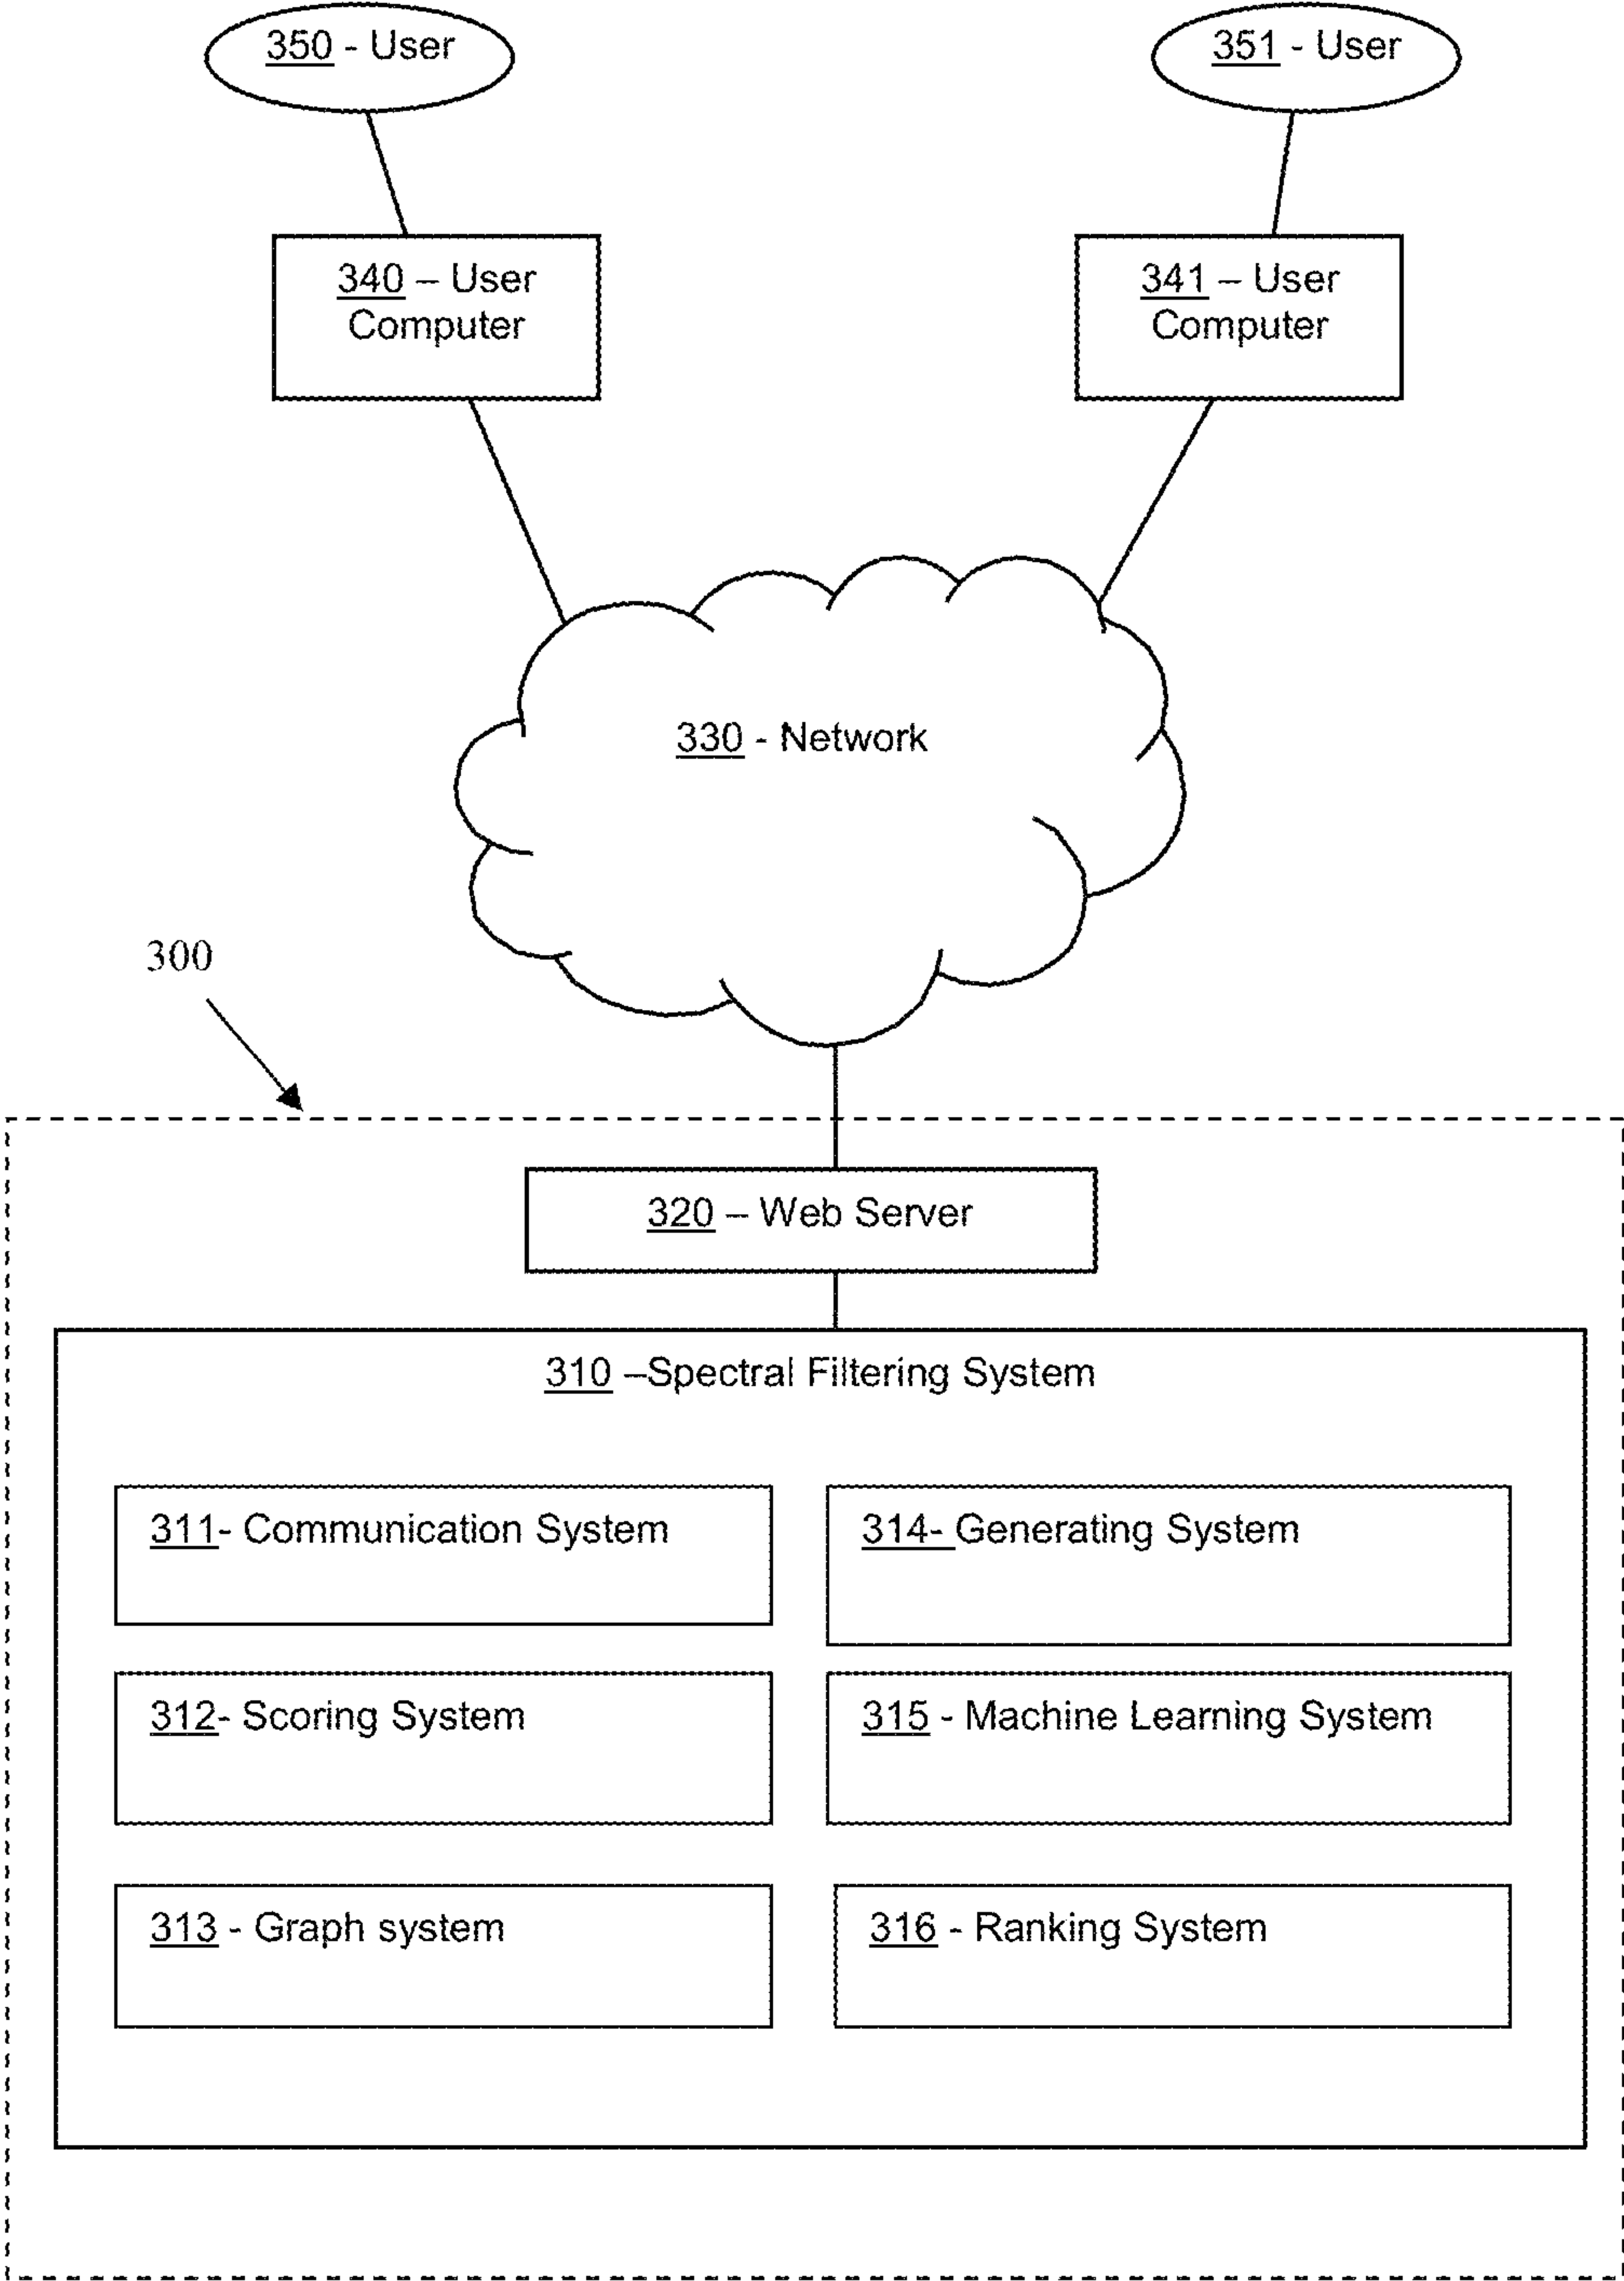 350 - User
351 - User
340 – User
Computer
341 – User
Computer
330 - Network
300
320 – Web Server
310 –Spectral Filtering System
311- Communication System
314- Generating System
312- Scoring System
315 - Machine Learning System
313 - Graph system
316 - Ranking System